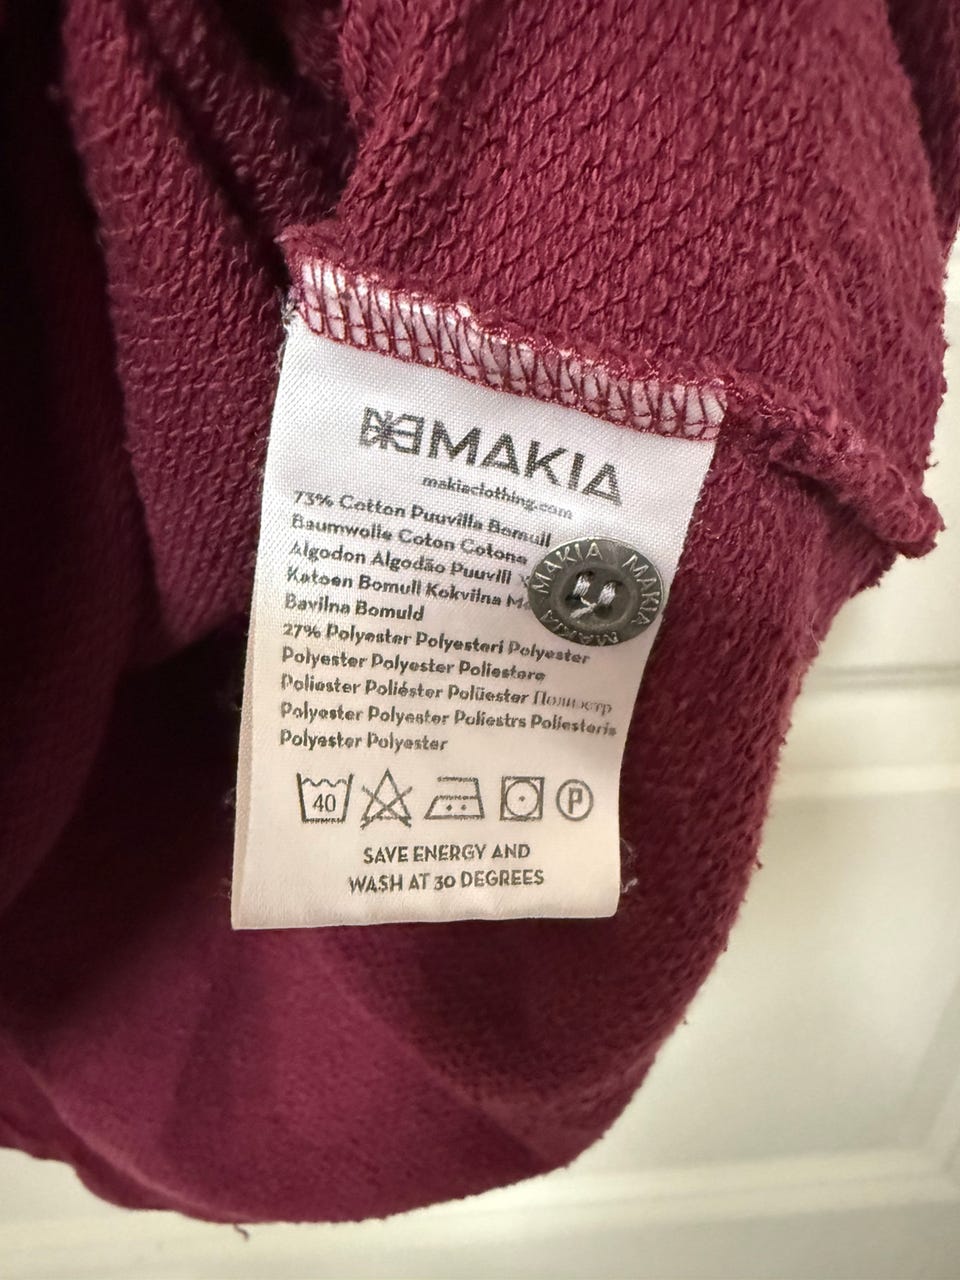 MAKIA
makiaclothing.com
73% Cotton Puuvilla Bomull
Baumwolle Coton Cotone
Algodon Algodão Puuvill
Katoen Bomull Kokvilna
Bavilna Bomuld
27% Polyester Polyesteri Polyester
Polyester Polyester Poliestere
Poliester Poliéster Polüester
Polyester Polyester Poliestrs Poliesteris
Polyester Polyester
MAKIA MAKIA MAKIA
40
P
SAVE ENERGY AND
WASH AT 30 DEGREES